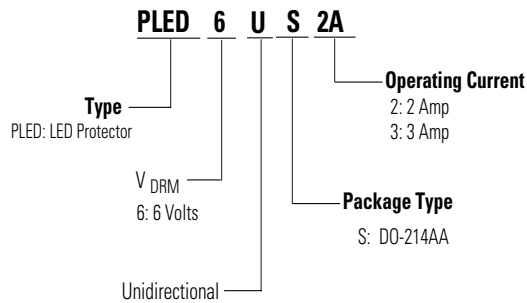 PLED 6 U S 2A
Operating Current
2: 2 Amp
3: 3 Amp
Type
PLED: LED Protector
V DRM
6: 6 Volts
Package Type
S: DO-214AA
Unidirectional